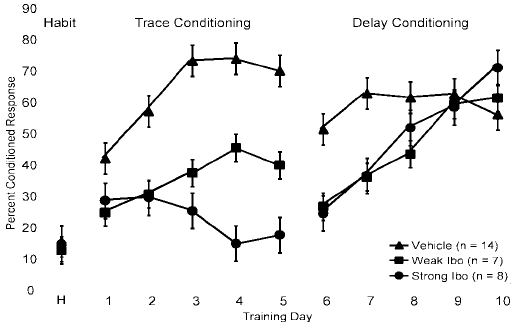 90
Habit Trace Conditioning Delay Conditioning
80
70
60
50
40
30
20
10
0
Percent Conditioned Response
Vehicle (n = 14)
Weak Ibo (n = 7)
Strong Ibo (n = 8)
H 1 2 3 4 5 6 7 8 9 10
Training Day